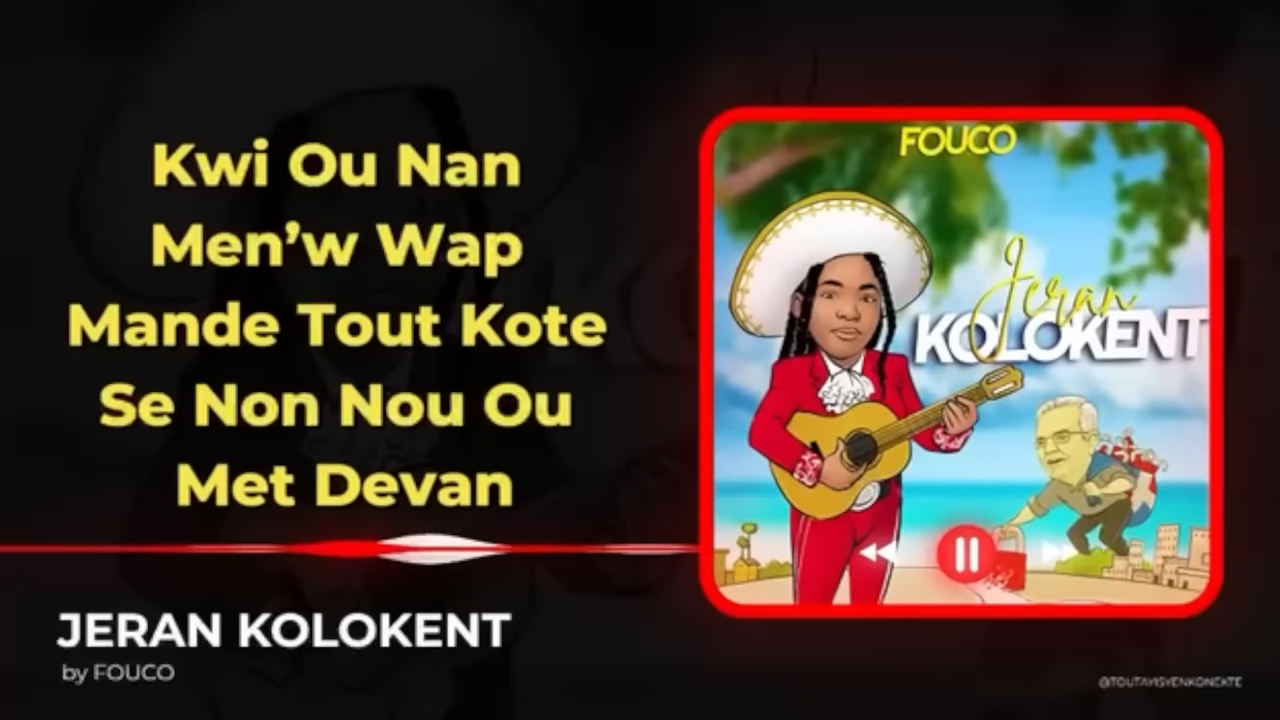 Kwi Ou Nan
Men’w Wap
Mande Tout Kote
Se Non Nou Ou
Met Devan
FOUCO
Jeran
KOLOKENT
JERAN KOLOKENT
by FOUCO
@TOUTAYISYENKONEKTE